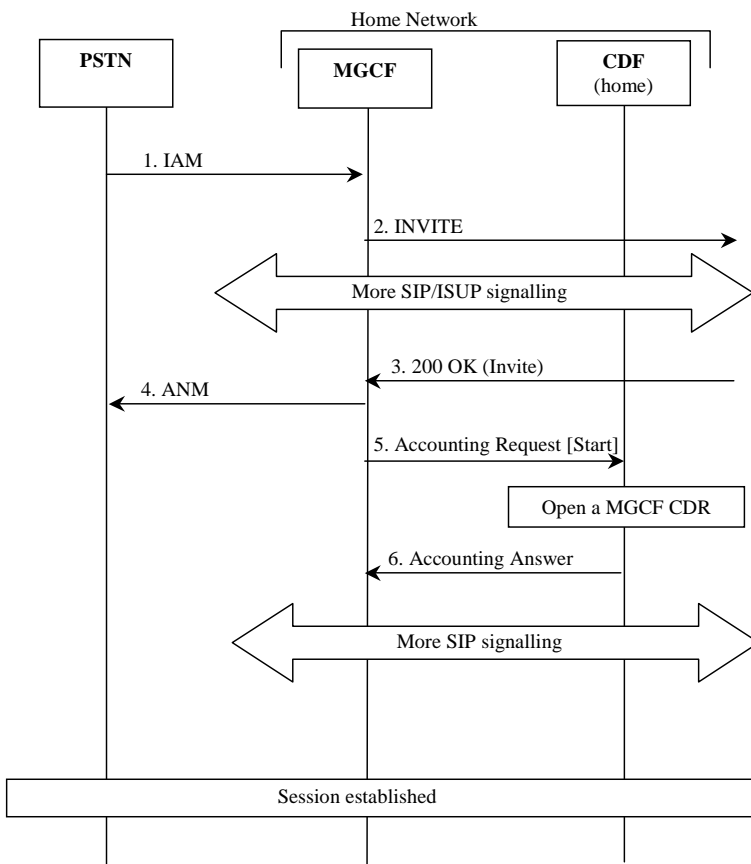 Home Network
PSTN
MGCF
CDF
(home)
1. IAM
2. INVITE
More SIP/ISUP signalling
3. 200 OK (Invite)
4. ANM
5. Accounting Request [Start]
Open a MGCF CDR
6. Accounting Answer
More SIP signalling
Session established